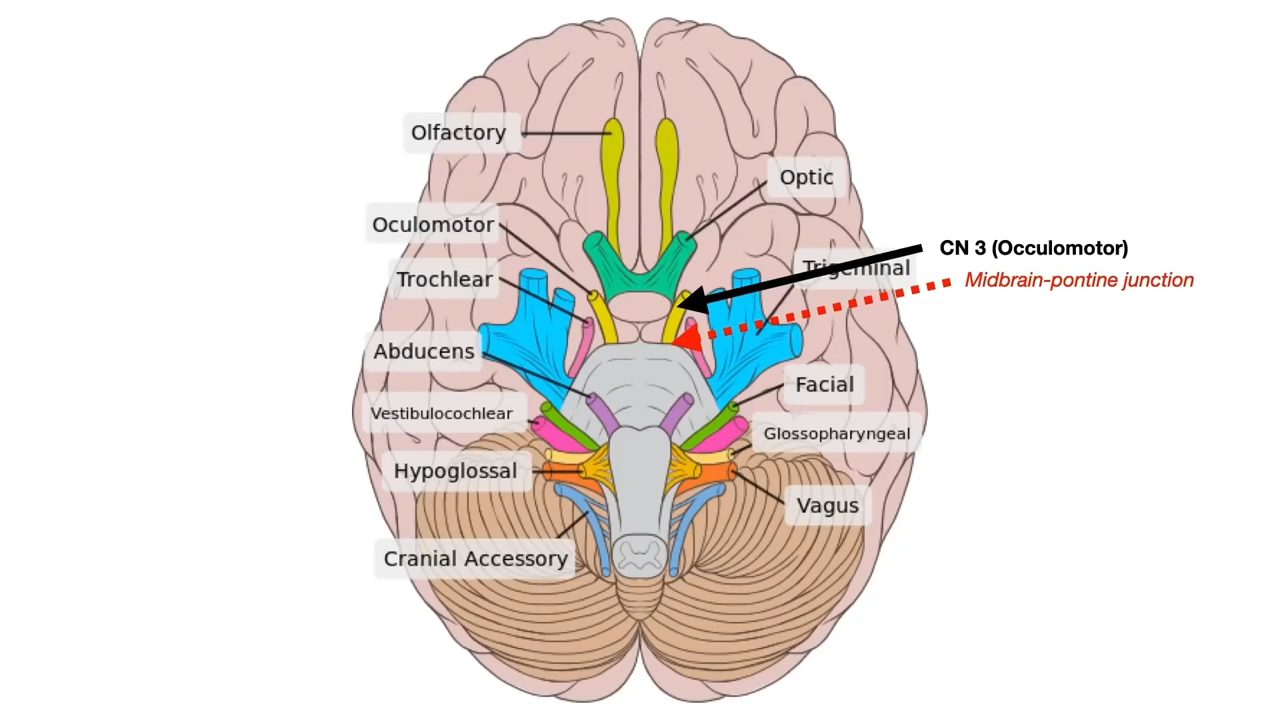 Olfactory
Optic
Oculomotor
CN 3 (Occulomotor)
Trigeminal
Trochlear
Midbrain-pontine junction
Abducens
Facial
Vestibulocochlear
Glossopharyngeal
Hypoglossal
Vagus
Cranial Accessory